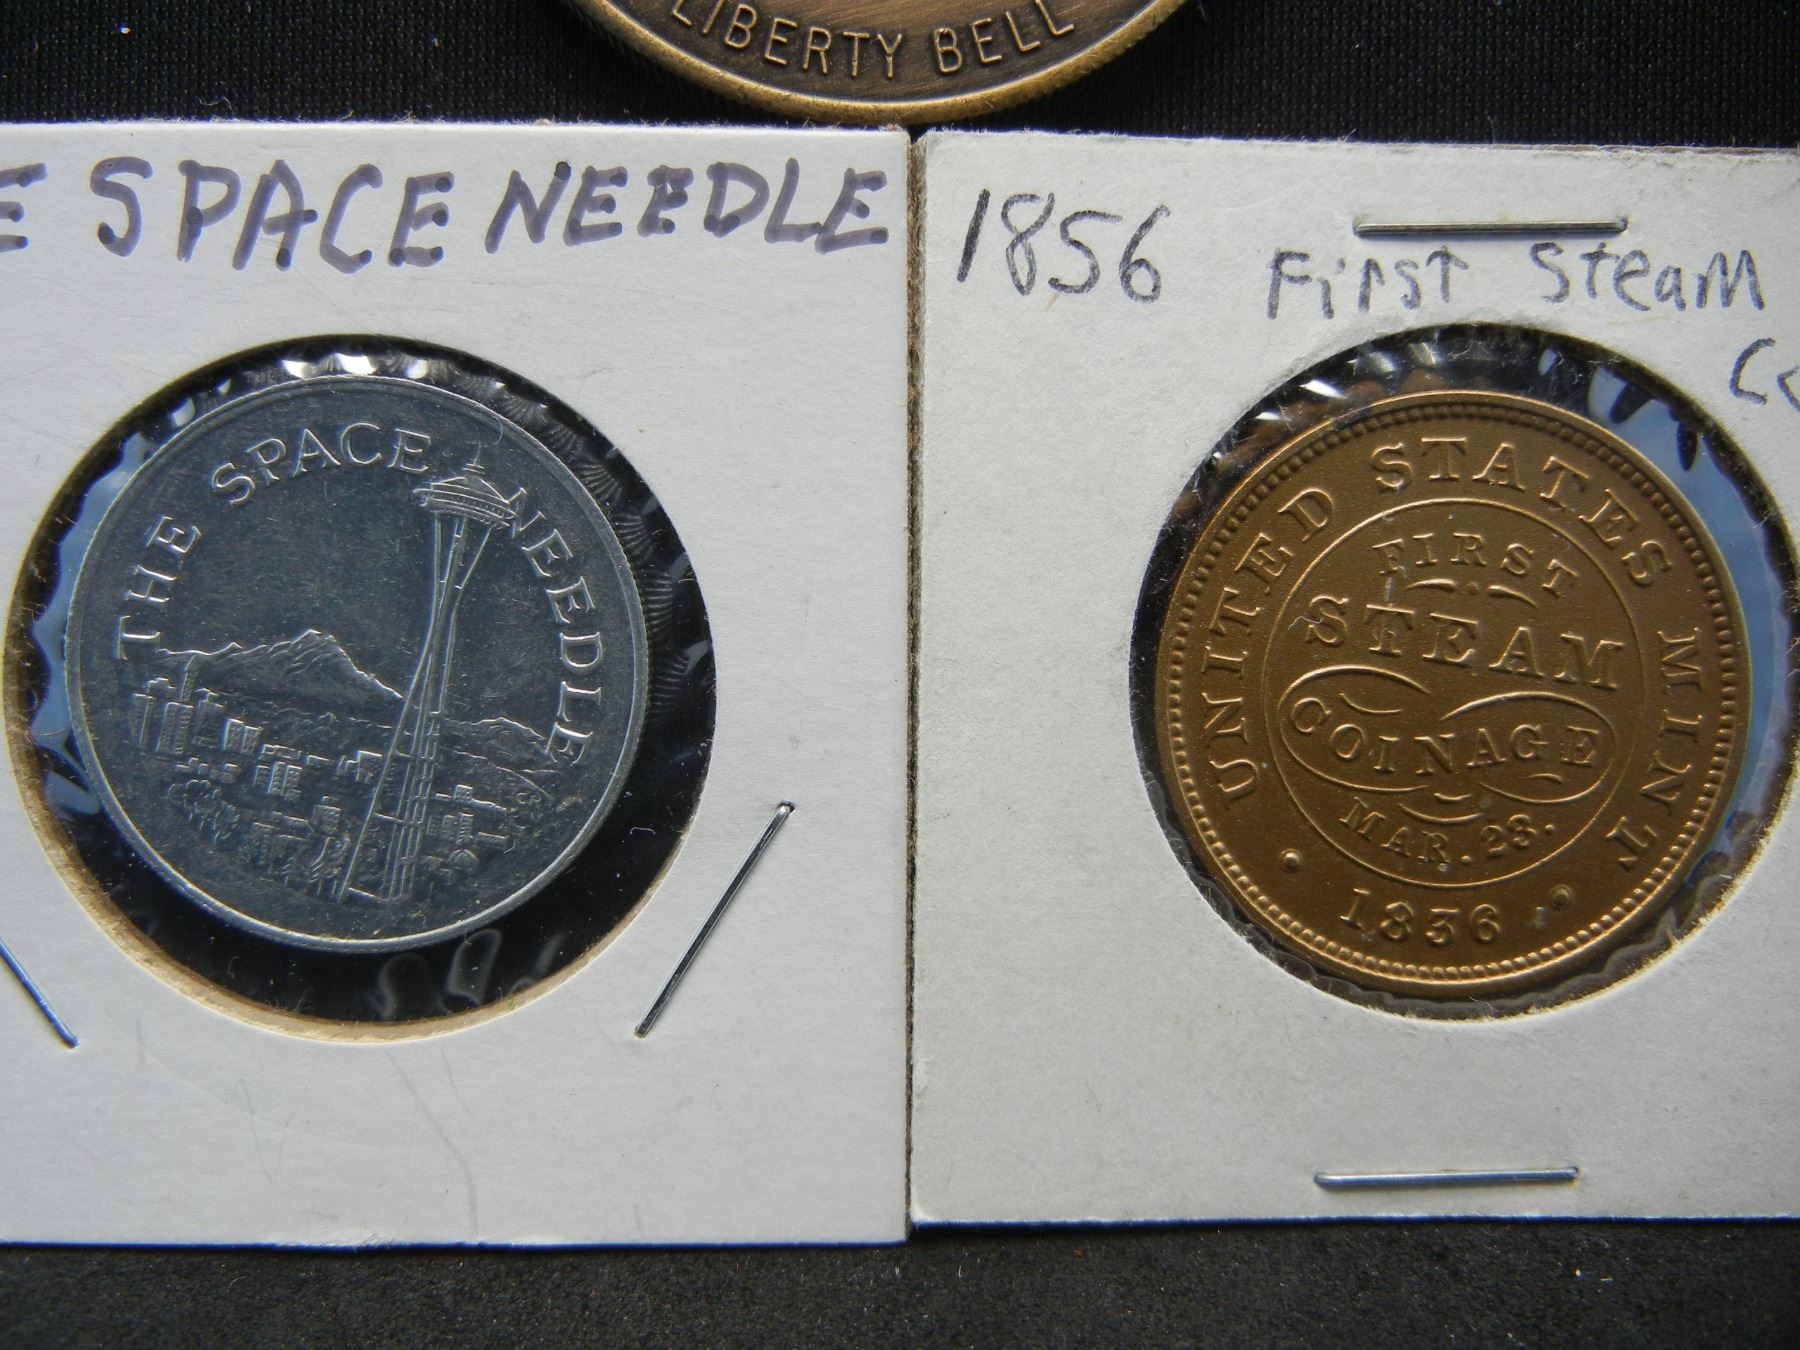 LIBERTY BELL
E SPACE NEEDLE
THE SPACE NEEDLE
CR
1856 First Steam
UNITED STATES MINT
FIRST
STEAM
COINAGE
MAR. 23.
• 1836 •